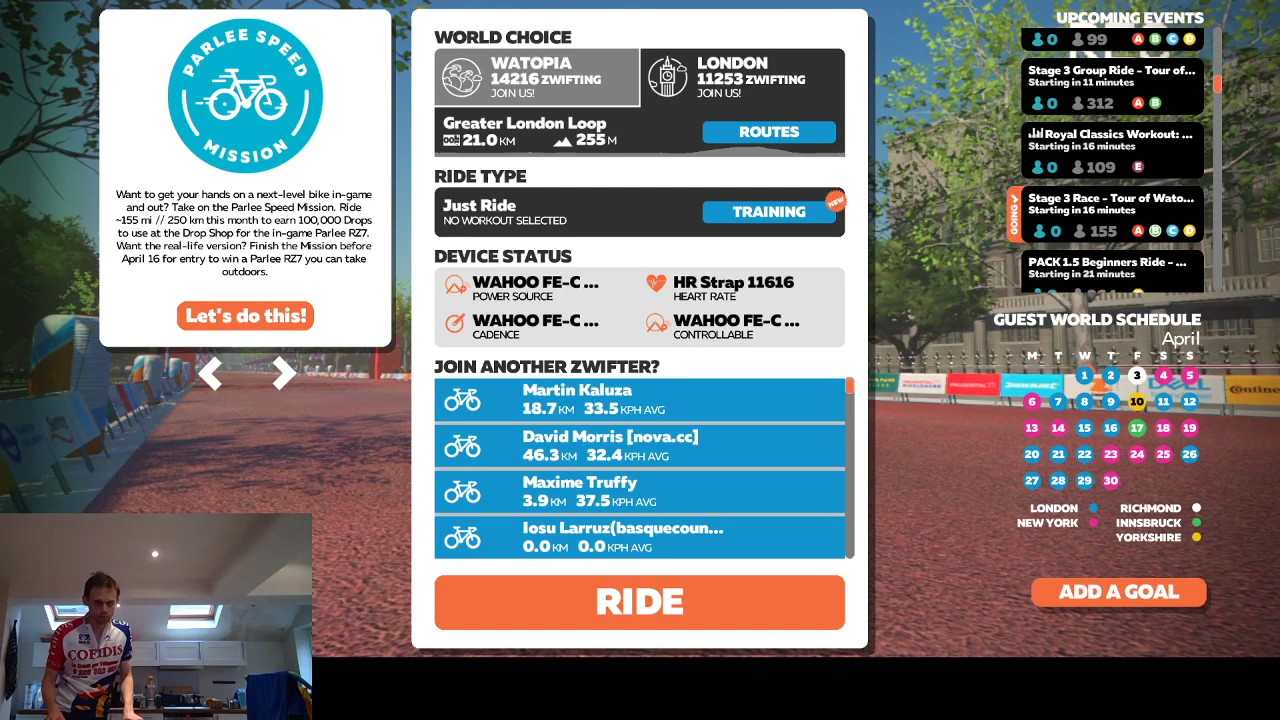 PARLEE SPEED
MISSION
Want to get your hands on a next-level bike in-game
and out? Take on the Parlee Speed Mission. Ride
~155 mi // 250 km this month to earn 100,000 Drops
to use at the Drop Shop for the in-game Parlee RZ7.
Want the real-life version? Finish the Mission before
April 16 for entry to win a Parlee RZ7 you can take
outdoors.
Let's do this!
WORLD CHOICE
WATOPIA
14216 ZWIFTING
JOIN US!
LONDON
11253 ZWIFTING
JOIN US!
Greater London Loop
21.0 KM 255 M
ROUTES
RIDE TYPE
Just Ride
NO WORKOUT SELECTED
TRAINING
NEW
DEVICE STATUS
WAHOO FE-C ...
POWER SOURCE
HR Strap 11616
HEART RATE
WAHOO FE-C ...
CADENCE
WAHOO FE-C ...
CONTROLLABLE
JOIN ANOTHER ZWIFTER?
Martin Kaluza
18.7 KM 33.5 KPH AVG
David Morris [nova.cc]
46.3 KM 32.4 KPH AVG
Maxime Truffy
3.9 KM 37.5 KPH AVG
Iosu Larruz(basquecoun...
0.0 KM 0.0 KPH AVG
RIDE
UPCOMING EVENTS
0 99 A B C D
Stage 3 Group Ride - Tour of...
Starting in 11 minutes
0 312 A B
Royal Classics Workout: ...
Starting in 16 minutes
0 109 E
GOING
Stage 3 Race - Tour of Wato...
Starting in 16 minutes
0 155 A B C D
PACK 1.5 Beginners Ride - ...
Starting in 21 minutes
GUEST WORLD SCHEDULE
April
M T W T F S S
1 2 3 4 5
6 7 8 9 10 11 12
13 14 15 16 17 18 19
20 21 22 23 24 25 26
27 28 29 30
LONDON
NEW YORK
RICHMOND
INNSBRUCK
YORKSHIRE
ADD A GOAL
COFIDIS